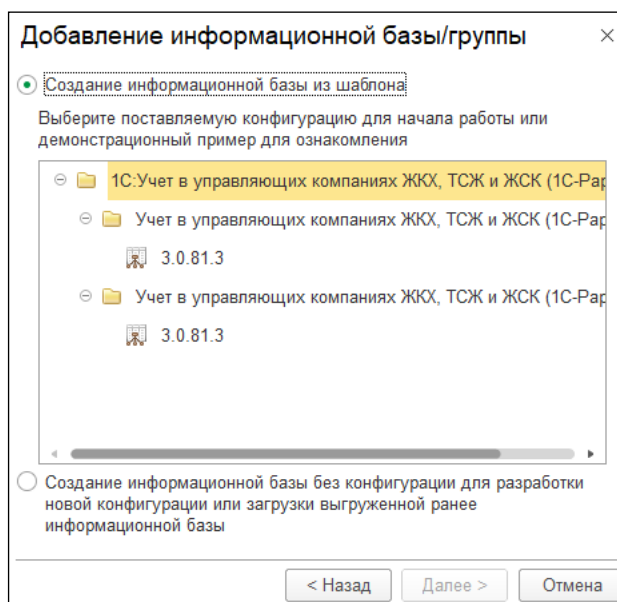 Добавление информационной базы/группы
Создание информационной базы из шаблона
Выберите поставляемую конфигурацию для начала работы или
демонстрационный пример для ознакомления
1С:Учет в управляющих компаниях ЖКХ, ТСЖ и ЖСК (1С-Рар
Учет в управляющих компаниях ЖКХ, ТСЖ и ЖСК (1С-Рар
3.0.81.3
Учет в управляющих компаниях ЖКХ, ТСЖ и ЖСК (1С-Рар
3.0.81.3
Создание информационной базы без конфигурации для разработки
новой конфигурации или загрузки выгруженной ранее
информационной базы
< Назад
Далее >
Отмена